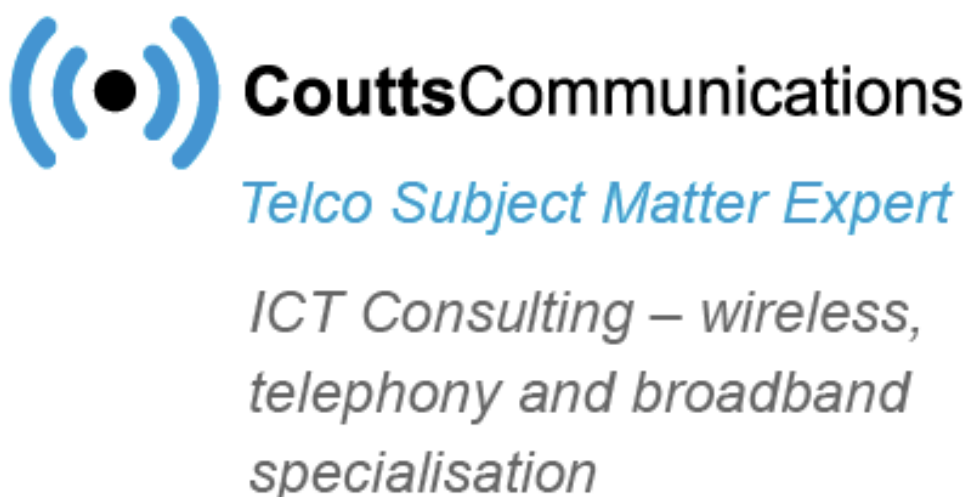 CouttsCommunications
Telco Subject Matter Expert
ICT Consulting – wireless,
telephony and broadband
specialisation